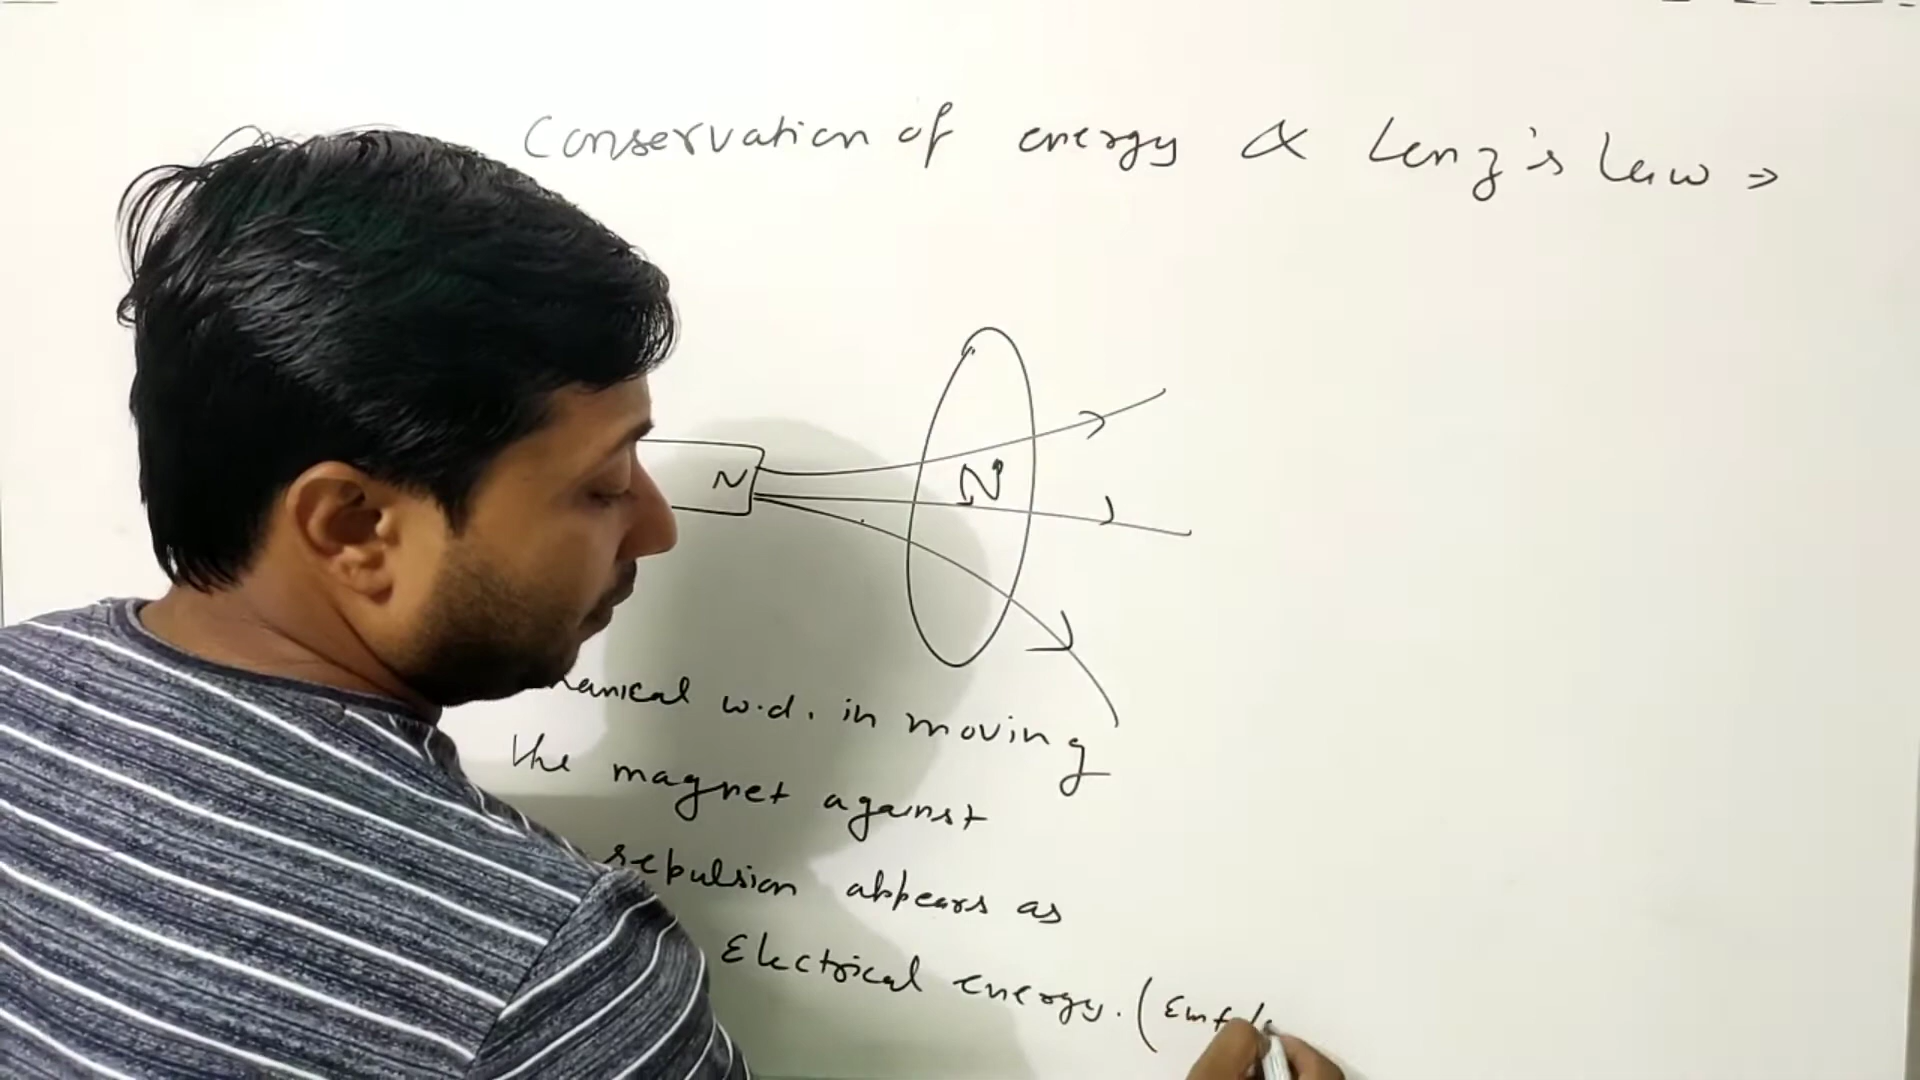 Conservation of energy & Lenz's Law ⇒
N
N
hanical w.d. in moving
the magnet against
repulsion appears as
Electrical energy. (Emf